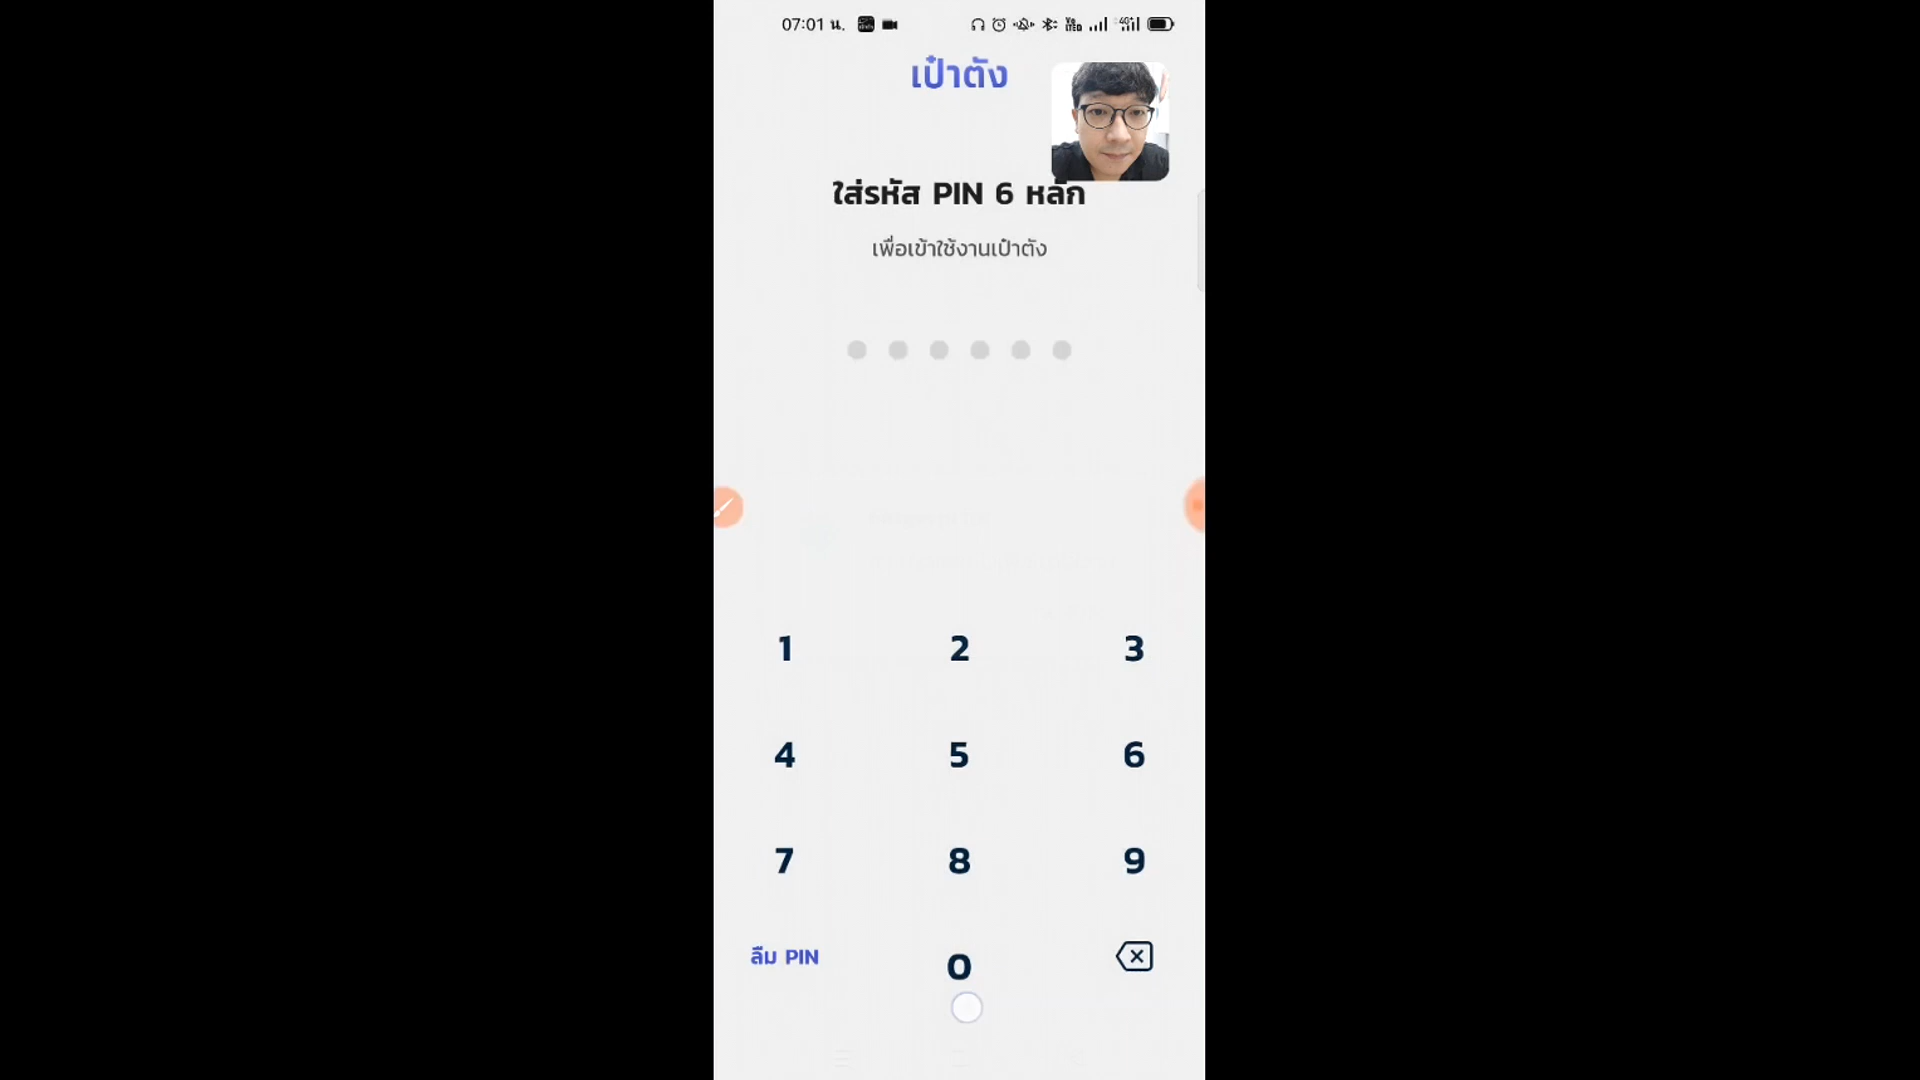 07:01 น.
เป๋าตัง
ใส่รหัส PIN 6 หลัก
เพื่อเข้าใช้งานเป๋าตัง
1 2 3
4 5 6
7 8 9
ลืม PIN 0